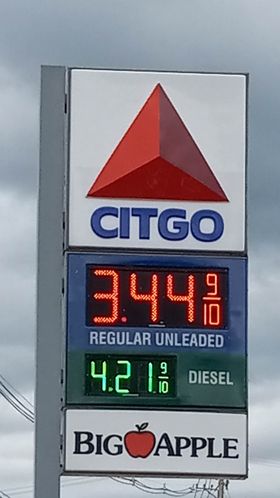 CITGO
3.44 9/10
REGULAR UNLEADED
4.21 9/10 DIESEL
BIG APPLE